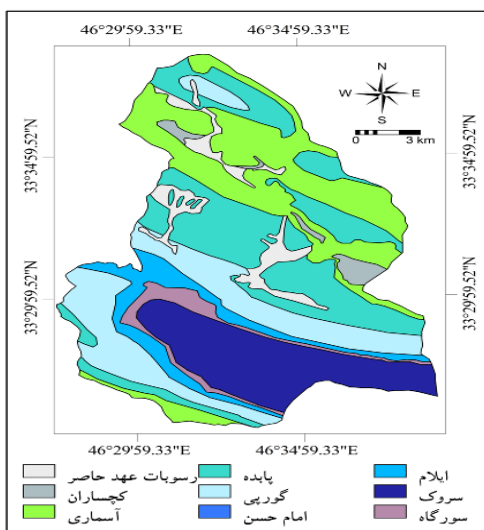 46°29'59.33"E 46°34'59.33"E
N
W E
S
0 3 km
33°34'59.52"N 33°34'59.52"N
33°29'59.52"N 33°29'59.52"N
46°29'59.33"E 46°34'59.33"E
رسوبات عهد حاضر پابده ایلام
کچساران گورپی سروک
آسماری امام حسن سورگاه